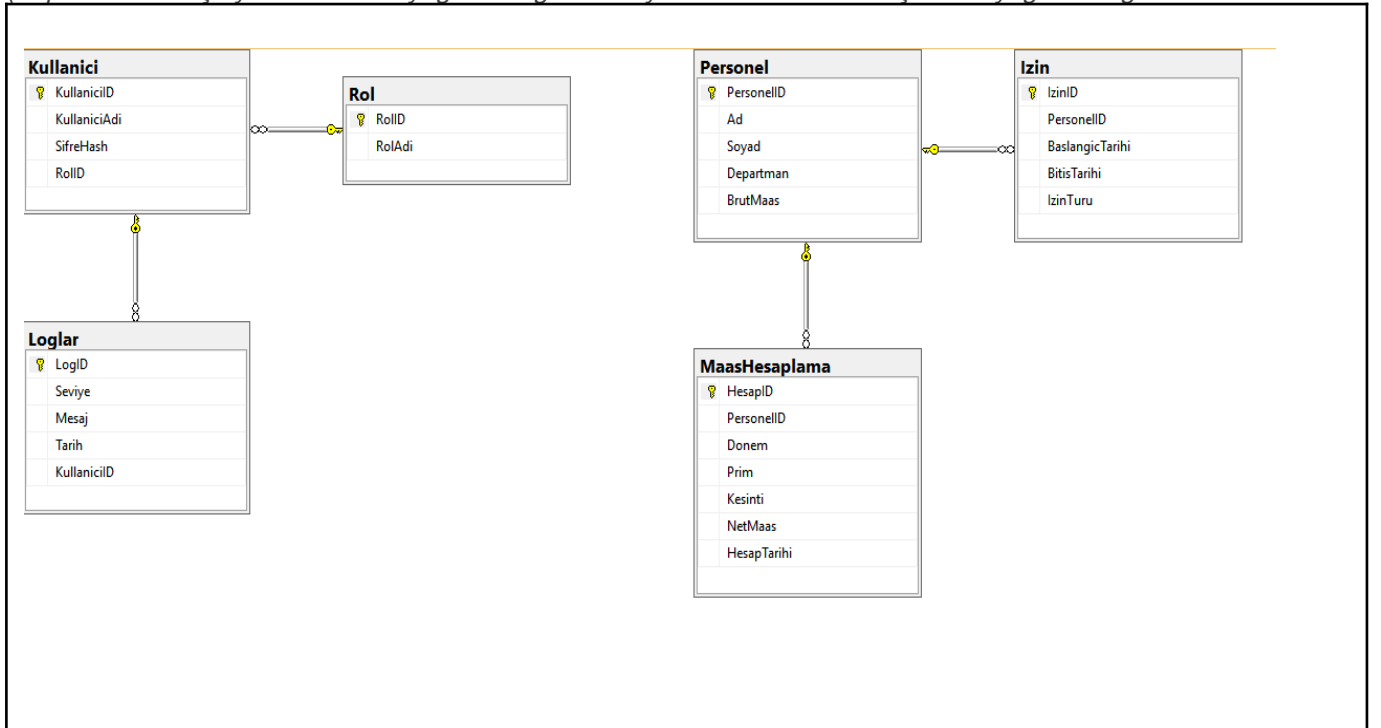 Kullanici
KullaniciID
KullaniciAdi
SifreHash
RolID
Rol
RolID
RolAdi
Loglar
LogID
Seviye
Mesaj
Tarih
KullaniciID
Personel
PersonelID
Ad
Soyad
Departman
BrutMaas
Izin
IzinID
PersonelID
BaslangicTarihi
BitisTarihi
IzinTuru
MaasHesaplama
HesapID
PersonelID
Donem
Prim
Kesinti
NetMaas
HesapTarihi